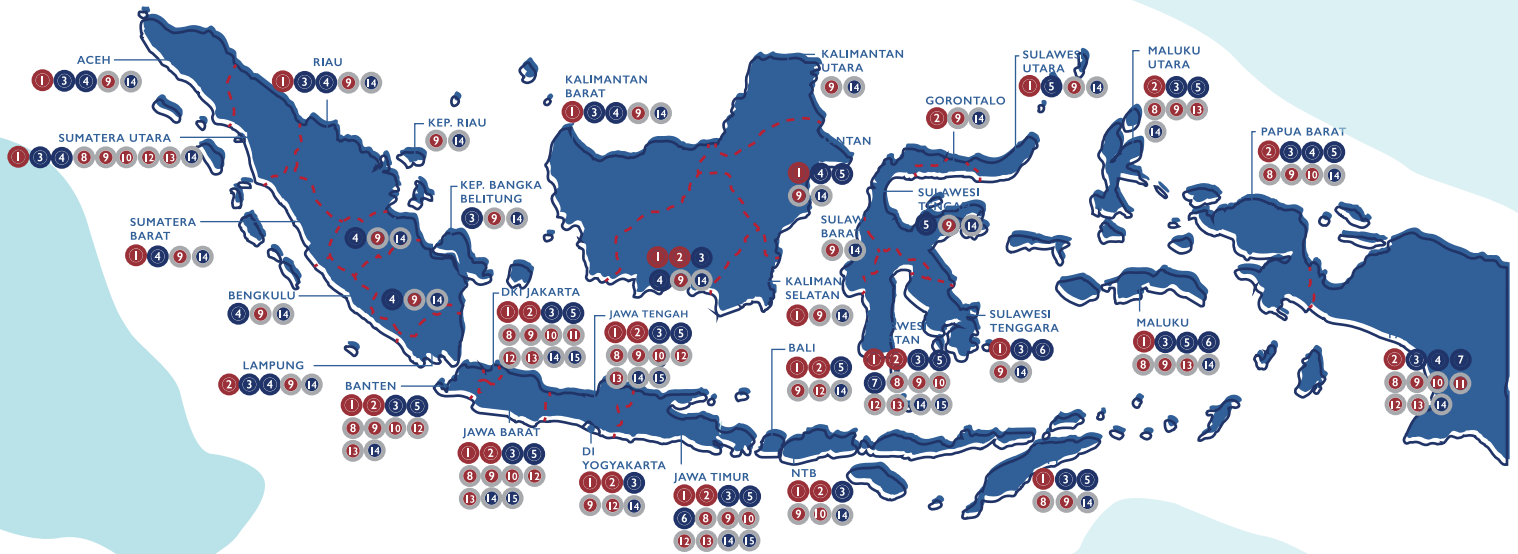 ACEH
1 3 4 9 14
RIAU
1 3 4 9 14
SUMATERA UTARA
1 3 4 8 9 10 12 13 14
KEP. RIAU
9 14
KEP. BANGKA
BELITUNG
3 9 14
SUMATERA
BARAT
1 4 9 14
4 9 14
BENGKULU
4 9 14
4 9 14
LAMPUNG
2 3 4 9 14
BANTEN
1 2 3 5
8 9 10 12
13 14
DKI JAKARTA
1 2 3 5
8 9 10 11
12 13 14 15
JAWA BARAT
1 2 3 5
8 9 10 12
13 14 15
JAWA TENGAH
1 2 3 5
8 9 10 12
13 14 15
DI
YOGYAKARTA
1 2 3
9 12 14
JAWA TIMUR
1 2 3 5
6 8 9 10
12 13 14 15
BALI
1 2 5
9 12 14
NTB
1 2 3
9 10 14
1 3 5
8 9 14
KALIMANTAN
BARAT
1 3 4 9 14
1 2 3
4 9 14
KALIMANTAN
UTARA
9 14
NTAN
1 4 5
9 14
KALIMAN
SELATAN
1 9 14
SULAWESI
UTARA
1 5 9 14
GORONTALO
2 9 14
SULAWESI
TENGAH
5 9 14
SULAW
BARAT
9 14
WESI
TAN
1 2 3 5
7 8 9 10
12 13 14 15
SULAWESI
TENGGARA
1 3 6
9 14
MALUKU
UTARA
2 3 5
8 9 13
14
MALUKU
1 3 5 6
8 9 13 14
PAPUA BARAT
2 3 4 5
8 9 10 14
2 3 4 7
8 9 10 11
12 13 14